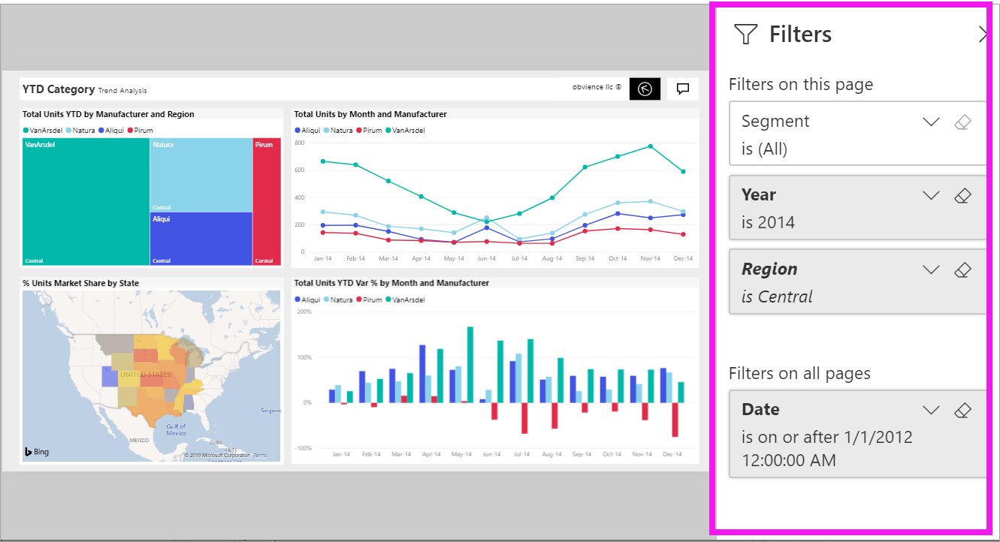 YTD Category Trend Analysis
obvience llc ©
Total Units YTD by Manufacturer and Region
VanArsdel Natura Aliqui Pirum
VanArsdel
Natura
Pirum
Central
Aliqui
Central
Central
Central
Total Units by Month and Manufacturer
Aliqui Natura Pirum VanArsdel
800
600
400
200
0
Jan-14 Feb-14 Mar-14 Apr-14 May-14 Jun-14 Jul-14 Aug-14 Sep-14 Oct-14 Nov-14 Dec-14
% Units Market Share by State
UNITED STATES
Sargasso
Gulf of
Mexico
MEXICO
CUBA
HAITI
Bing
© 2019 Microsoft Corporation Terms
Total Units YTD Var % by Month and Manufacturer
Aliqui Natura Pirum VanArsdel
200%
100%
0%
-100%
Jan-14 Feb-14 Mar-14 Apr-14 May-14 Jun-14 Jul-14 Aug-14 Sep-14 Oct-14 Nov-14 Dec-14
Filters
Filters on this page
Segment
is (All)
Year
is 2014
Region
is Central
Filters on all pages
Date
is on or after 1/1/2012
12:00:00 AM